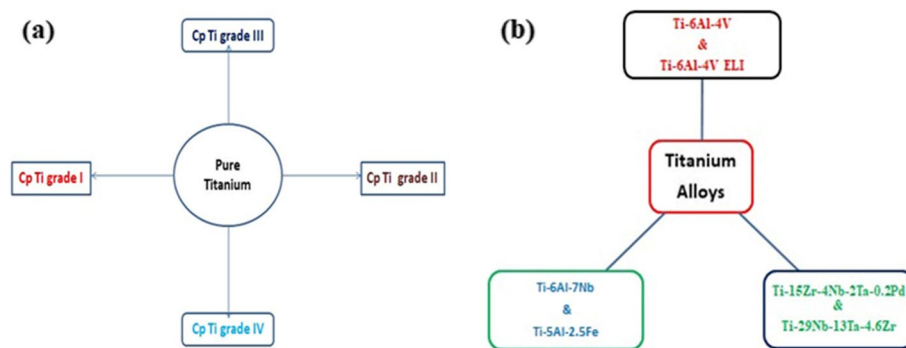 (a)
Cp Ti grade III
Cp Ti grade I
Pure
Titanium
Cp Ti grade II
Cp Ti grade IV
(b)
Ti-6Al-4V
&
Ti-6Al-4V ELI
Titanium
Alloys
Ti-6Al-7Nb
&
Ti-5Al-2.5Fe
Ti-15Zr-4Nb-2Ta-0.2Pd
&
Ti-29Nb-13Ta-4.6Zr